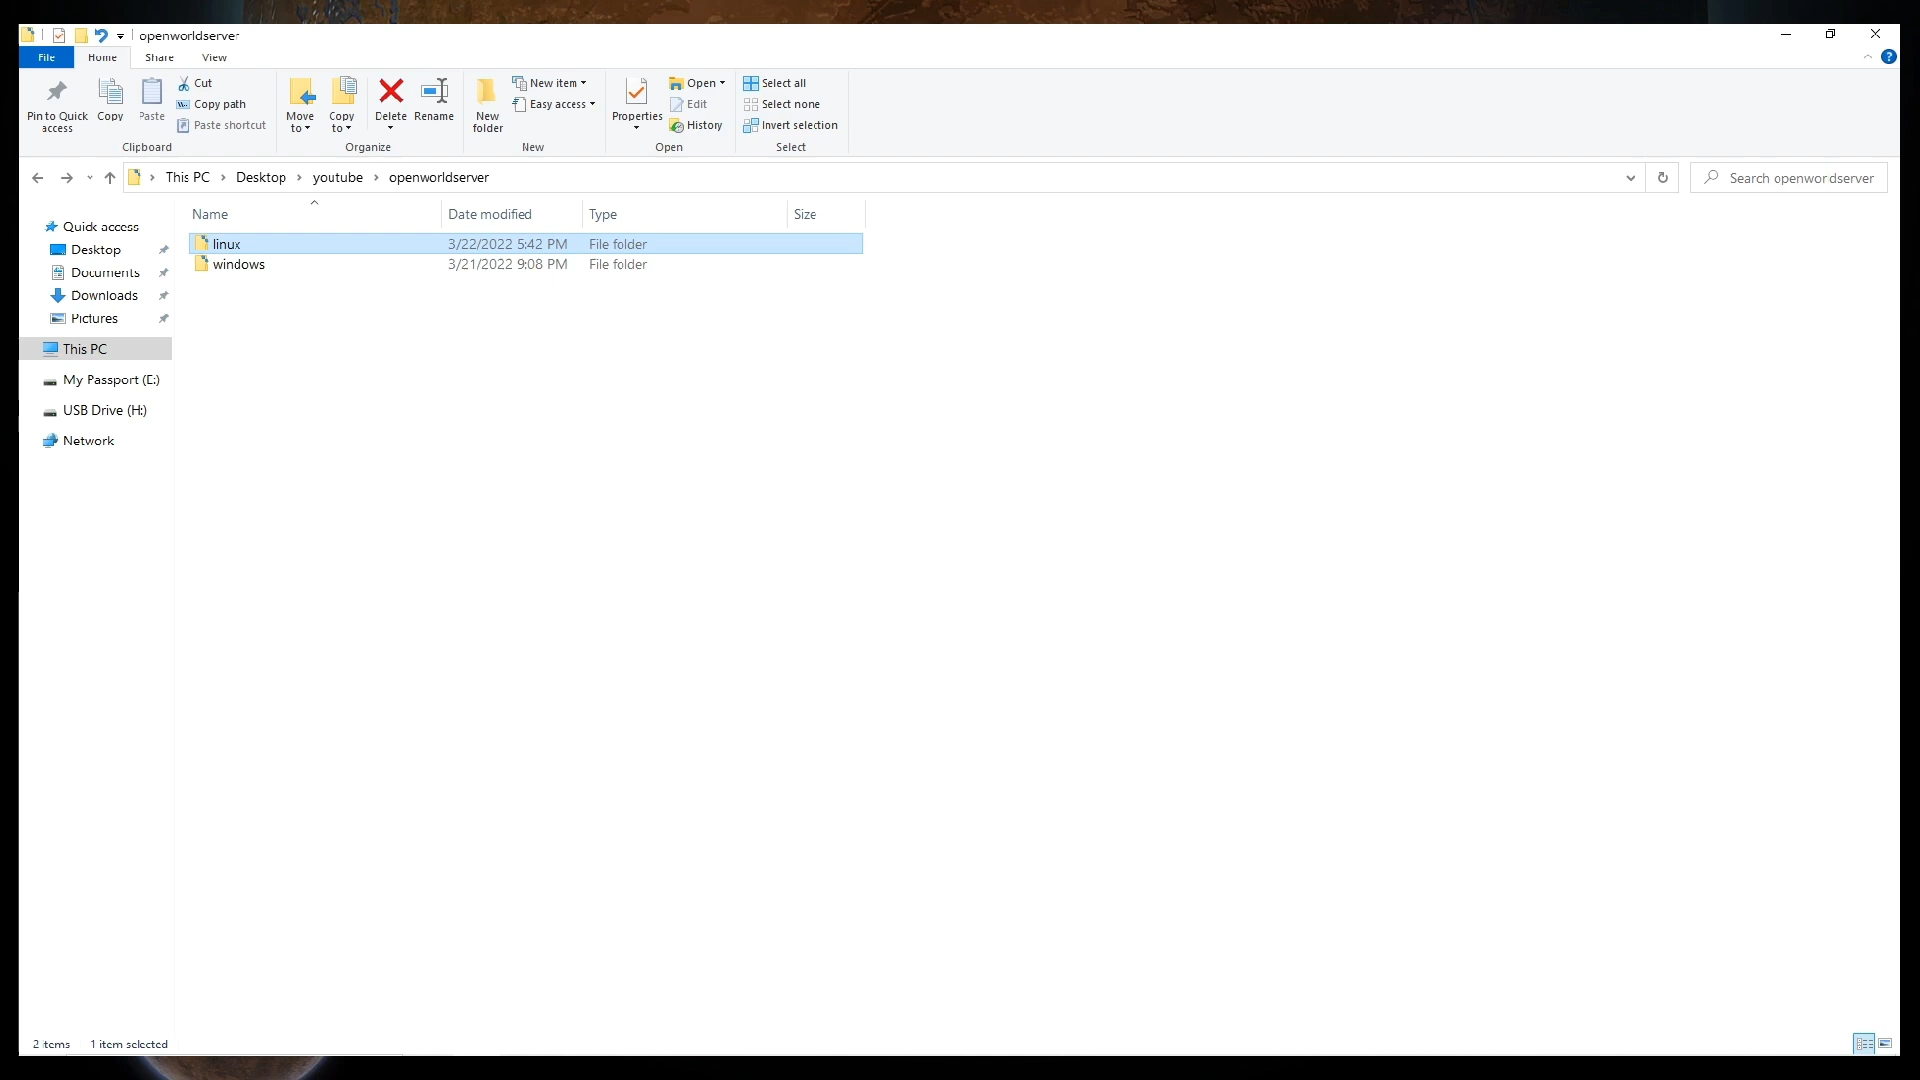 openworldserver
File Home Share View
Pin to Quick access
Copy
Paste
Cut
Copy path
Paste shortcut
Clipboard
Move to
Copy to
Delete
Rename
Organize
New folder
New item
Easy access
New
Properties
Open
Edit
History
Open
Select all
Select none
Invert selection
Select
This PC > Desktop > youtube > openworldserver
Search openworldserver
Name Date modified Type Size
linux 3/22/2022 5:42 PM File folder
windows 3/21/2022 9:08 PM File folder
Quick access
Desktop
Documents
Downloads
Pictures
This PC
My Passport (E:)
USB Drive (H:)
Network
2 items 1 item selected